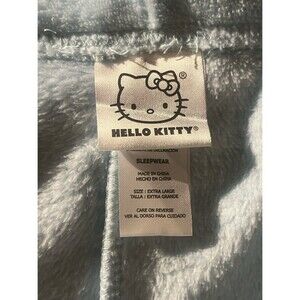 ®
HELLO KITTY®
SLEEPWEAR
MADE IN CHINA
HECHO EN CHINA
SIZE / EXTRA LARGE
TALLA / EXTRA GRANDE
CARE ON REVERSE
VER AL DORSO PARA CUIDADO